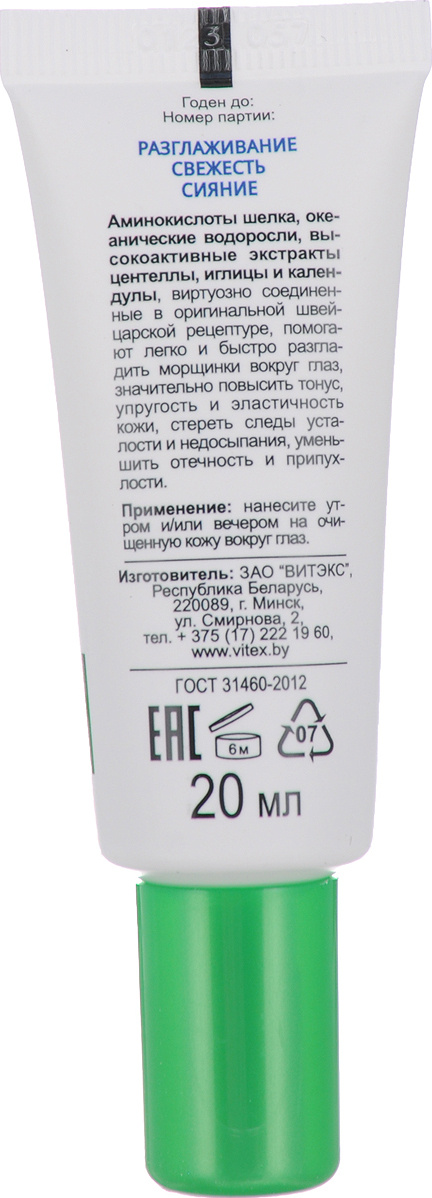 Годен до:
Номер партии:
РАЗГЛАЖИВАНИЕ
СВЕЖЕСТЬ
СИЯНИЕ
Аминокислоты шелка, оке-
анические водоросли, вы-
сокоактивные экстракты
центеллы, иглицы и кален-
дулы, виртуозно соединен-
ные в оригинальной швей-
царской рецептуре, помога-
ют легко и быстро разгла-
дить морщинки вокруг глаз,
значительно повысить тонус,
упругость и эластичность
кожи, стереть следы уста-
лости и недосыпания, умень-
шить отечность и припух-
лости.
Применение: нанесите ут-
ром и/или вечером на очи-
щенную кожу вокруг глаз.
Изготовитель: ЗАО "ВИТЭКС",
Республика Беларусь,
220089, г. Минск,
ул. Смирнова, 2,
тел. + 375 (17) 222 19 60,
www.vitex.by
ГОСТ 31460-2012
EAC 6 м 07
20 мл